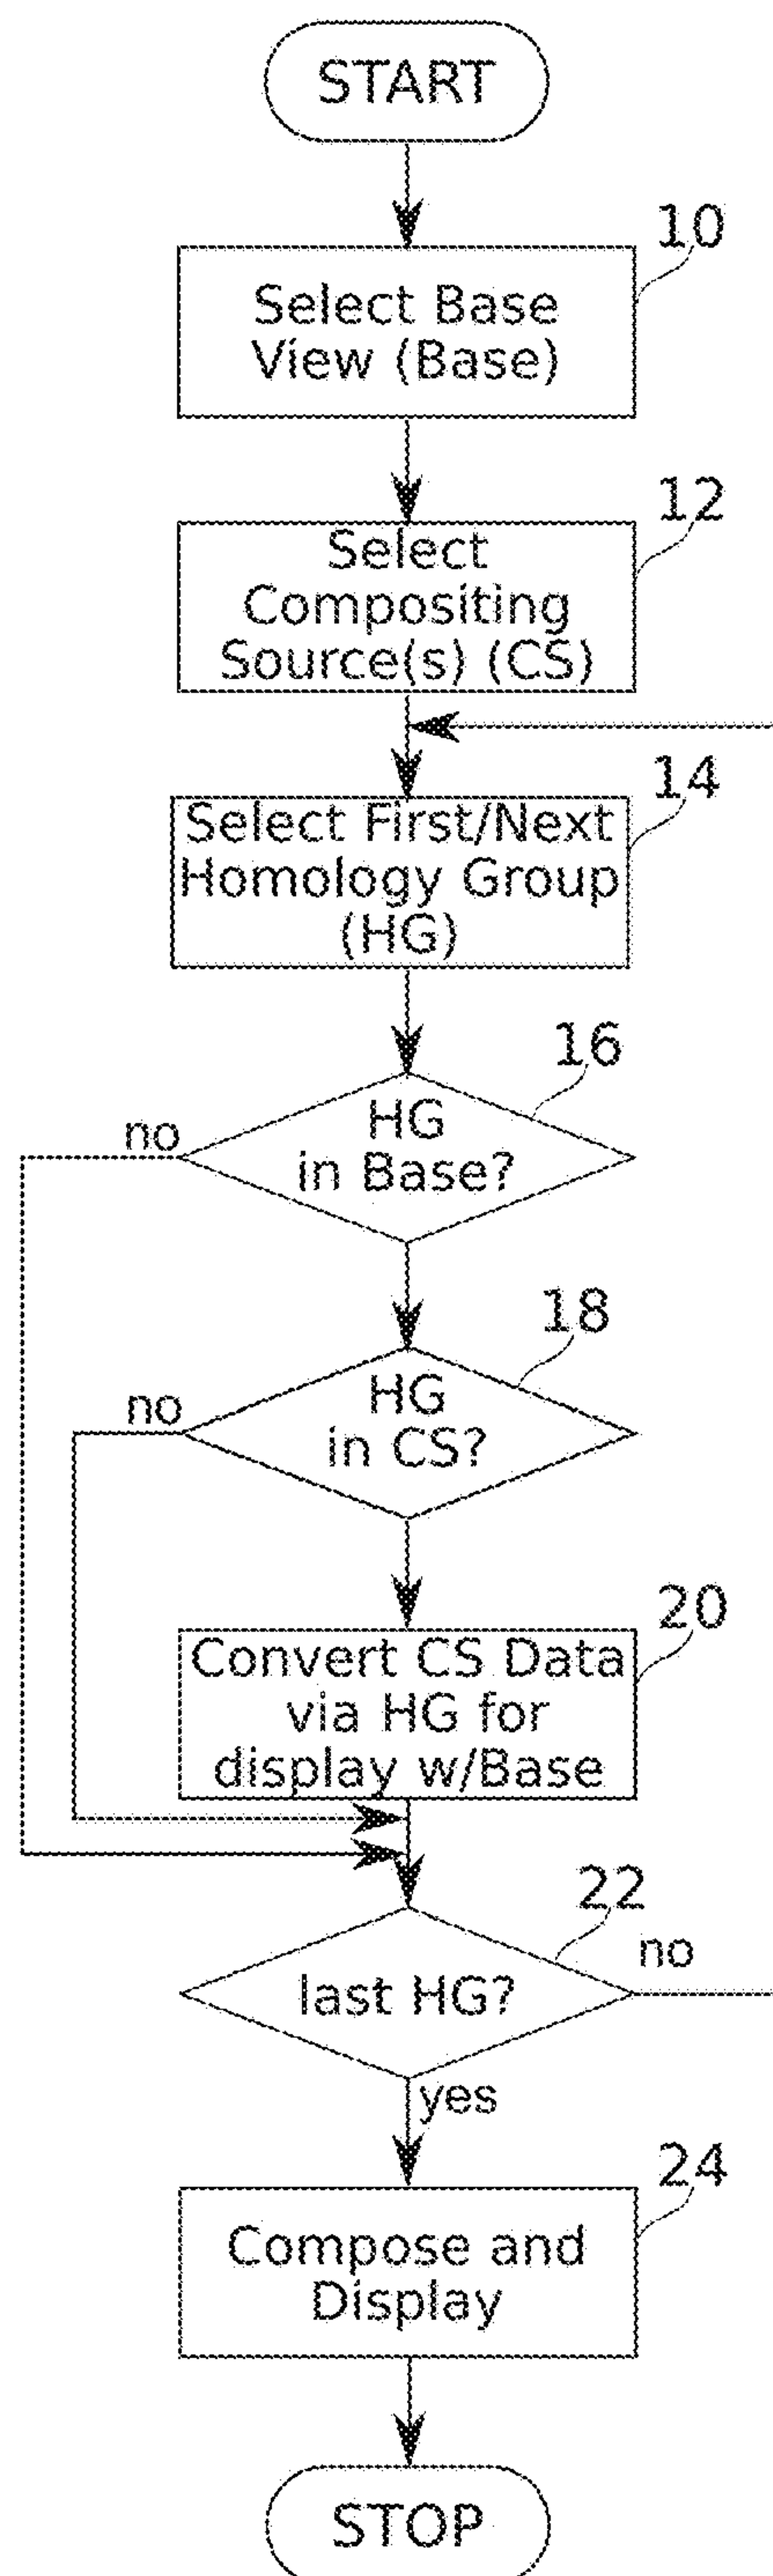 START
10
Select Base
View (Base)
12
Select
Compositing
Source(s) (CS)
14
Select First/Next
Homology Group
(HG)
16
no
HG
in Base?
18
no
HG
in CS?
20
Convert CS Data
via HG for
display w/Base
22
no
last HG?
yes
24
Compose and
Display
STOP